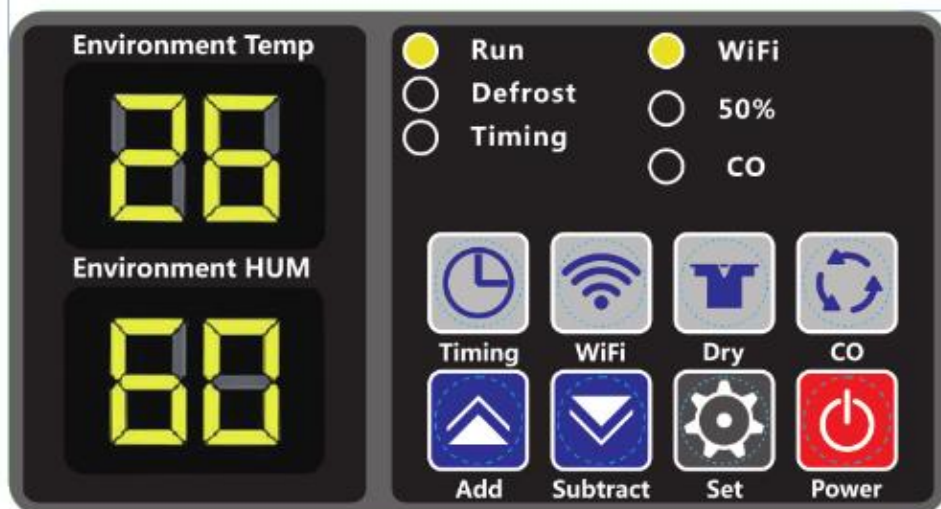 Environment Temp
26
Environment HUM
60
Run
WiFi
Defrost
50%
Timing
CO
Timing WiFi Dry CO
Add Subtract Set Power